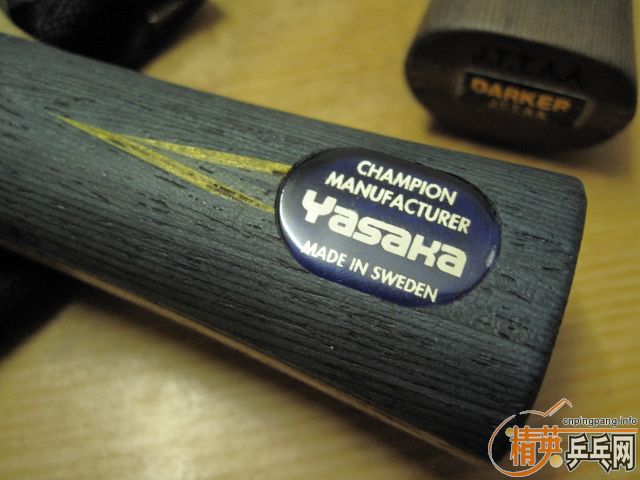 J.T.T.A.A
DARKER
CHAMPION
MANUFACTURER
Yasaka
MADE IN SWEDEN
cnpingpang.info
精英乒乓网